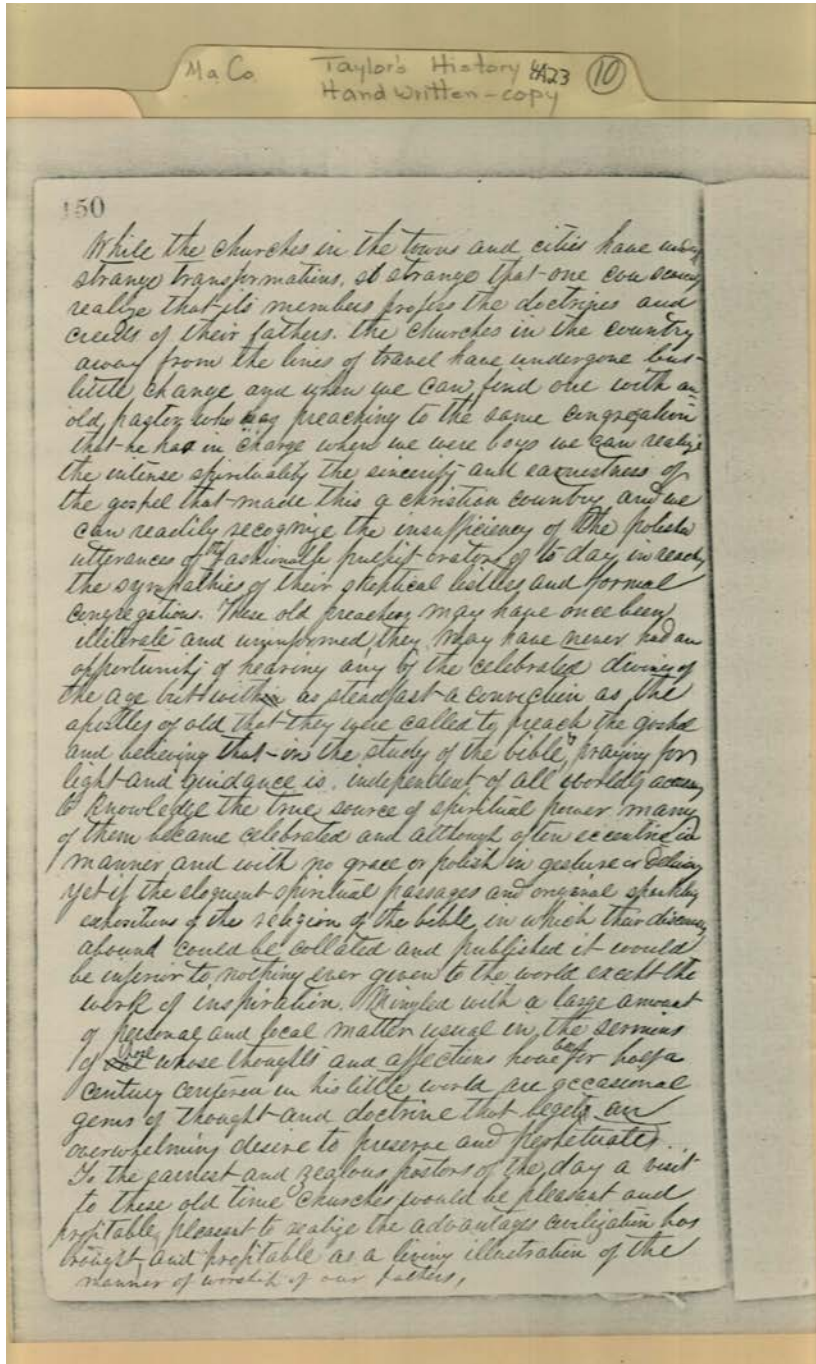 Ma. Co. Taylor's History 4A23 10
Handwritten-copy
150
While the churches in the towns and cities have
strange transformations, so strange that one can
realize that its members profess the doctrines and
creeds of their fathers. the churches in the country
away from the lines of travel have undergone but
little change and when we can find one with an
old pastor who preaching to the same congregation
that he had in charge when we were boys we can realize
the intense spirituality the sincerity and earnestness of
the gospel that made this a christian country and we
can readily recognize the insufficiency of the polished
utterances of the fashionable pulpit orators of to day in
the sympathies of their skeptical listless and formal
congregations. These old preachers may have once been
illiterate and uninformed, they may have never had an
opportunity of hearing any of the celebrated divines of
the age but with as steadfast a conviction as the
apostles of old that they were called to preach the gospel
and believing that in the study of the bible, praying for
light and guidance is independent of all worldly
to knowledge the true source of spiritual power many
of them became celebrated and although often eccentric in
manner and with no grace or polish in gesture or delivery
yet if the eloquent spiritual passages and original
expositions of the religion of the bible, in which their
abound could be collated and published it would
be inferior to nothing ever given to the world except the
work of inspiration. Mingled with a large amount
of personal and local matter usual in the sermons
of whose thoughts and affections have been for half a
century centered in his little world are occasional
gems of thought and doctrine that begets an
overwhelming desire to preserve and perpetuate
To the earnest and zealous pastors of the day a visit
to these old time churches would be pleasant and
profitable, pleasant to realize the advantages civilization has
brought and profitable as a living illustration of the
manner of worship of our fathers,